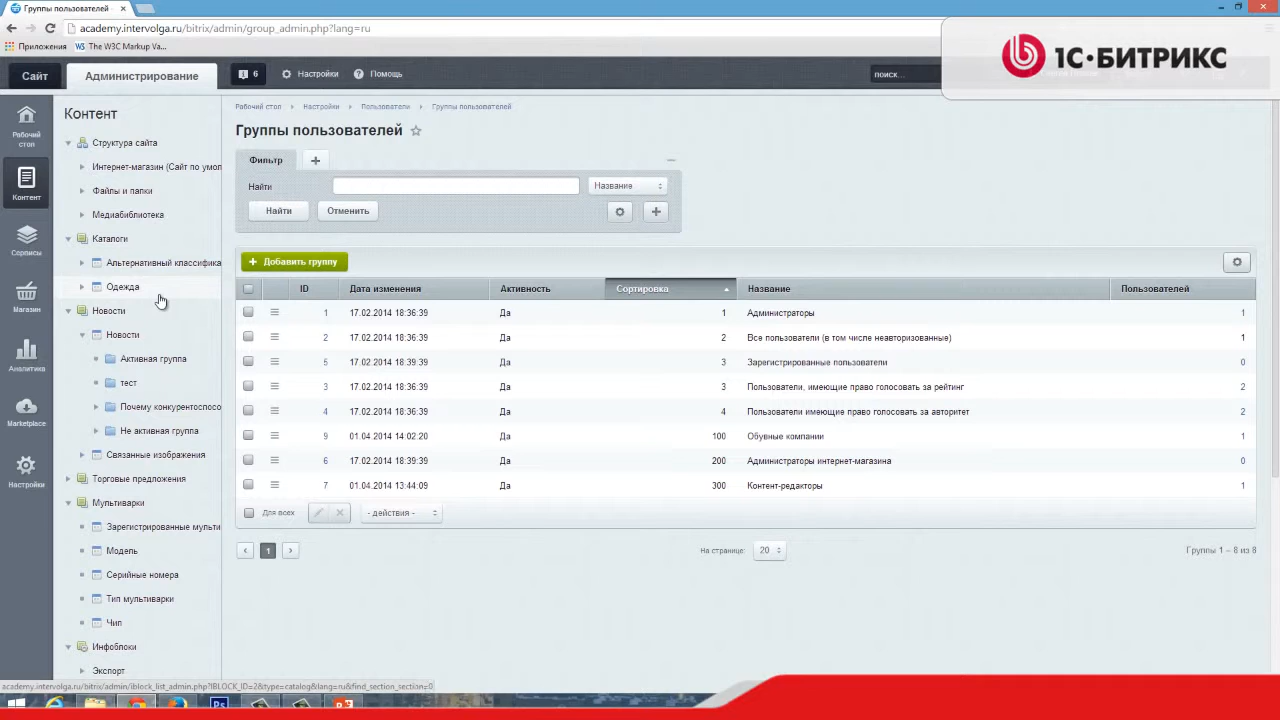 Группы пользователей
academy.intervolga.ru/bitrix/admin/group_admin.php?lang=ru
Приложения The W3C Markup Va...
1С·БИТРИКС
Сайт Администрирование 6 Настройки Помощь поиск...
Рабочий стол
Контент
Сервисы
Магазин
Аналитика
Marketplace
Настройки
Контент
Структура сайта
Интернет-магазин (Сайт по умол
Файлы и папки
Медиабиблиотека
Каталоги
Альтернативный классифика
Одежда
Новости
Новости
Активная группа
тест
Почему конкурентоспосо
Не активная группа
Связанные изображения
Торговые предложения
Мультиварки
Зарегистрированные мульти
Модель
Серийные номера
Тип мультиварки
Чип
Инфоблоки
Экспорт
Рабочий стол Настройки Пользователи Группы пользователей
Группы пользователей
Фильтр +
Найти Название
Найти Отменить
+ Добавить группу
ID Дата изменения Активность Сортировка Название Пользователей
1 17.02.2014 18:36:39 Да 1 Администраторы 1
2 17.02.2014 18:36:39 Да 2 Все пользователи (в том числе неавторизованные) 1
5 17.02.2014 18:39:39 Да 3 Зарегистрированные пользователи 0
3 17.02.2014 18:36:39 Да 3 Пользователи, имеющие право голосовать за рейтинг 2
4 17.02.2014 18:36:39 Да 4 Пользователи имеющие право голосовать за авторитет 2
9 01.04.2014 14:02:20 Да 100 Обувные компании 1
6 17.02.2014 18:39:39 Да 200 Администраторы интернет-магазина 0
7 01.04.2014 13:44:09 Да 300 Контент-редакторы 1
Для всех - действия -
1 На странице: 20 Группы 1 – 8 из 8
academy.intervolga.ru/bitrix/admin/iblock_list_admin.php?IBLOCK_ID=2&type=catalog&lang=ru&find_section_section=0
Ps